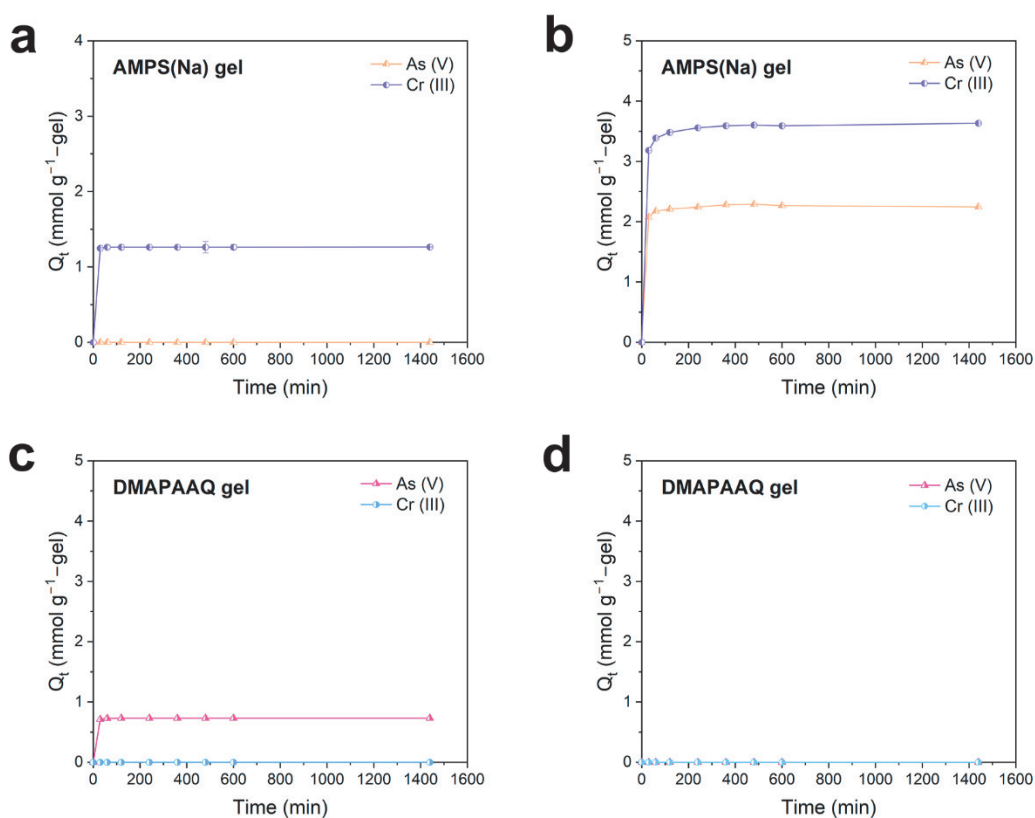 a
AMPS(Na) gel
As (V)
Cr (III)
4
3
2
1
0
Qt (mmol g⁻¹−gel)
0 200 400 600 800 1000 1200 1400 1600
Time (min)
b
AMPS(Na) gel
As (V)
Cr (III)
5
4
3
2
1
0
Qt (mmol g⁻¹−gel)
0 200 400 600 800 1000 1200 1400 1600
Time (min)
c
DMAPAAQ gel
As (V)
Cr (III)
5
4
3
2
1
0
Qt (mmol g⁻¹−gel)
0 200 400 600 800 1000 1200 1400 1600
Time (min)
d
DMAPAAQ gel
As (V)
Cr (III)
5
4
3
2
1
0
Qt (mmol g⁻¹−gel)
0 200 400 600 800 1000 1200 1400 1600
Time (min)